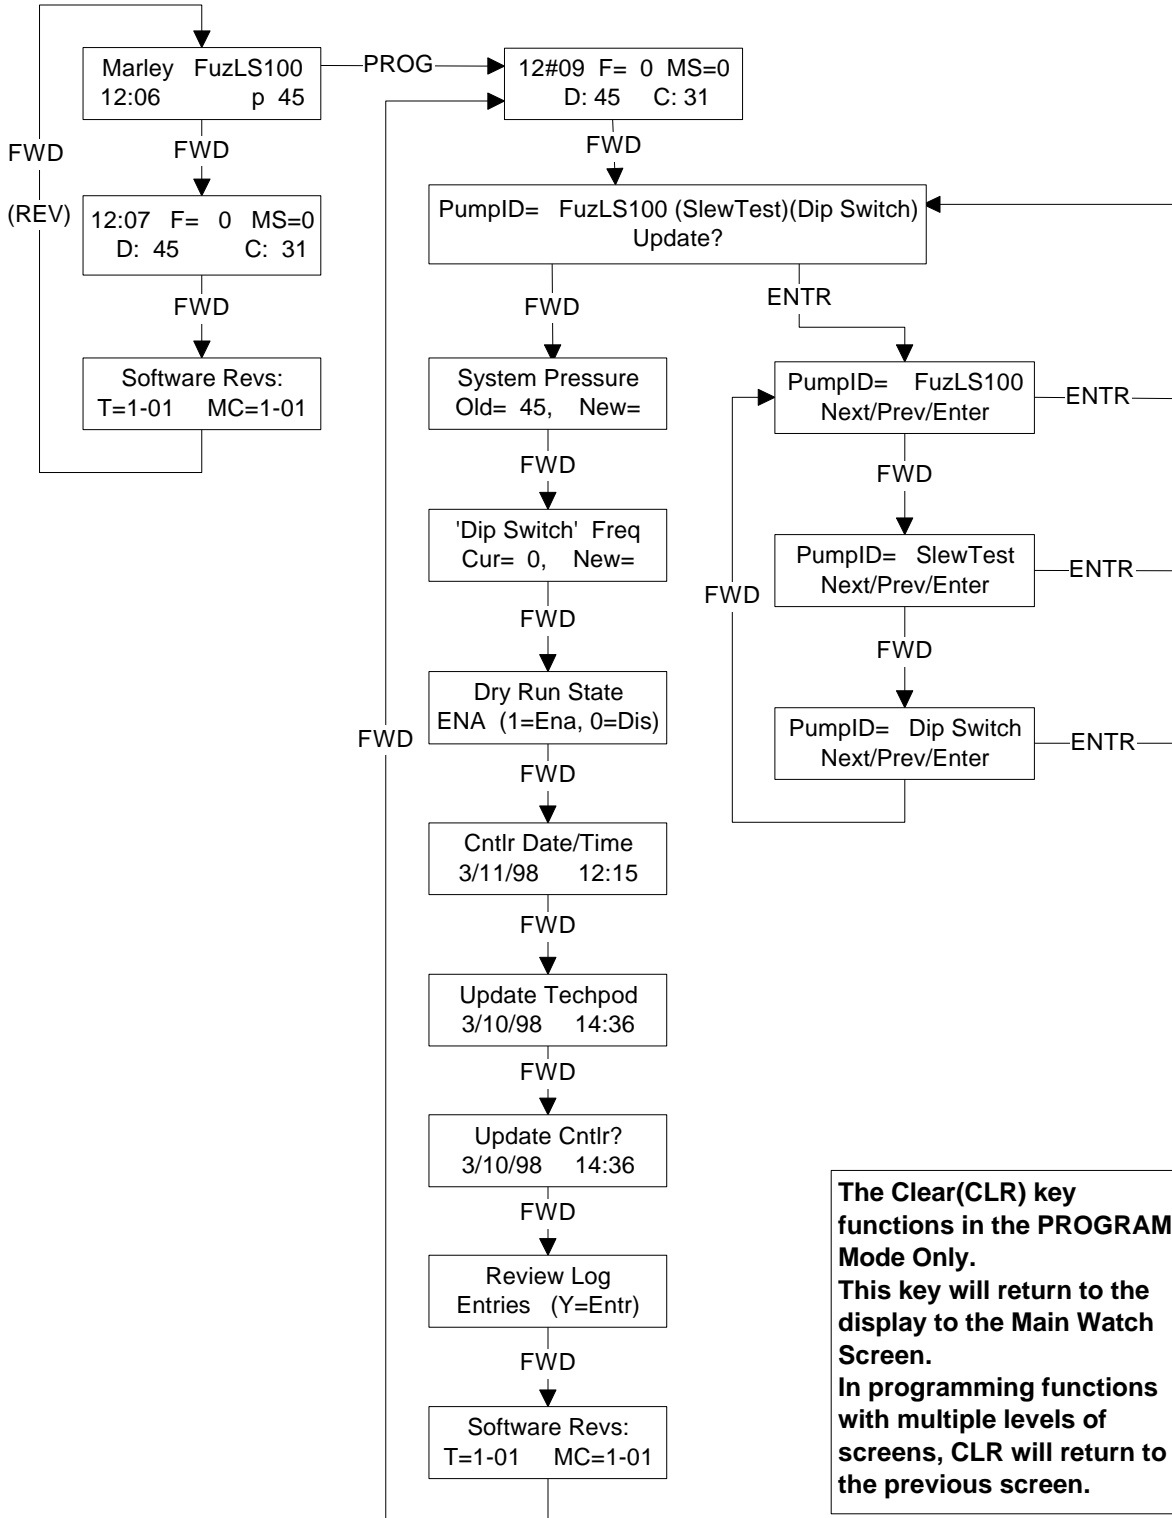 Marley FuzLS100
12:06 p 45
PROG
12#09 F= 0 MS=0
D: 45 C: 31
FWD
(REV)
FWD
12:07 F= 0 MS=0
D: 45 C: 31
FWD
Software Revs:
T=1-01 MC=1-01
FWD
PumpID= FuzLS100 (SlewTest)(Dip Switch)
Update?
FWD
ENTR
System Pressure
Old= 45, New=
FWD
'Dip Switch' Freq
Cur= 0, New=
FWD
Dry Run State
ENA (1=Ena, 0=Dis)
FWD
FWD
Cntlr Date/Time
3/11/98 12:15
FWD
Update Techpod
3/10/98 14:36
FWD
Update Cntlr?
3/10/98 14:36
FWD
Review Log
Entries (Y=Entr)
FWD
Software Revs:
T=1-01 MC=1-01
PumpID= FuzLS100
Next/Prev/Enter
ENTR
FWD
PumpID= SlewTest
Next/Prev/Enter
ENTR
FWD
FWD
PumpID= Dip Switch
Next/Prev/Enter
ENTR
The Clear(CLR) key
functions in the PROGRAM
Mode Only.
This key will return to the
display to the Main Watch
Screen.
In programming functions
with multiple levels of
screens, CLR will return to
the previous screen.